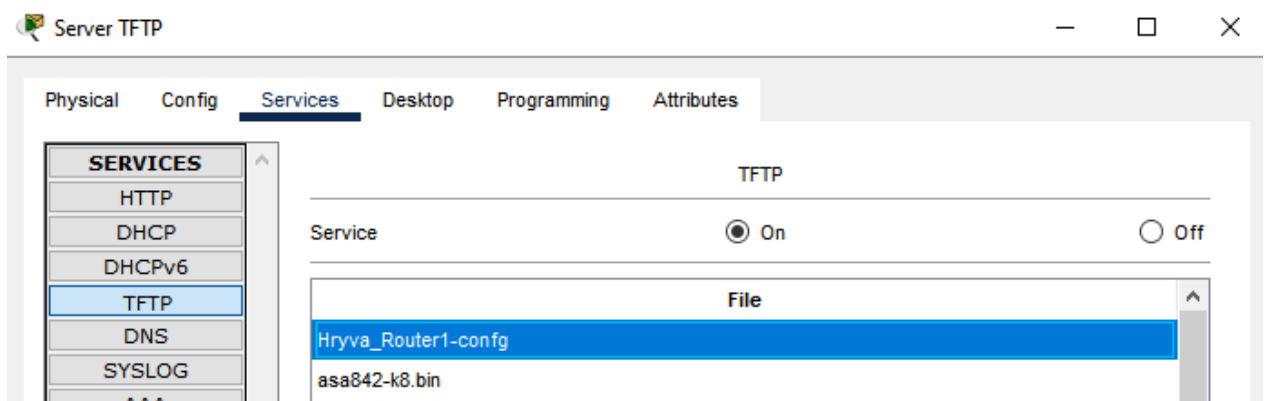 Server TFTP
Physical Config Services Desktop Programming Attributes
SERVICES
HTTP
DHCP
DHCPv6
TFTP
DNS
SYSLOG
TFTP
Service On Off
File
Hryva_Router1-confg
asa842-k8.bin